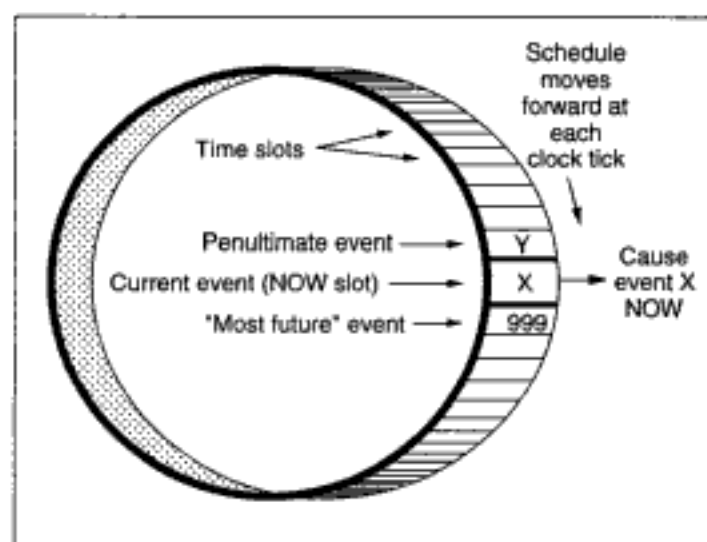 Schedule
moves
forward at
each
clock tick
Time slots
Penultimate event
Y
Current event (NOW slot)
X
Cause
event X
NOW
"Most future" event
999